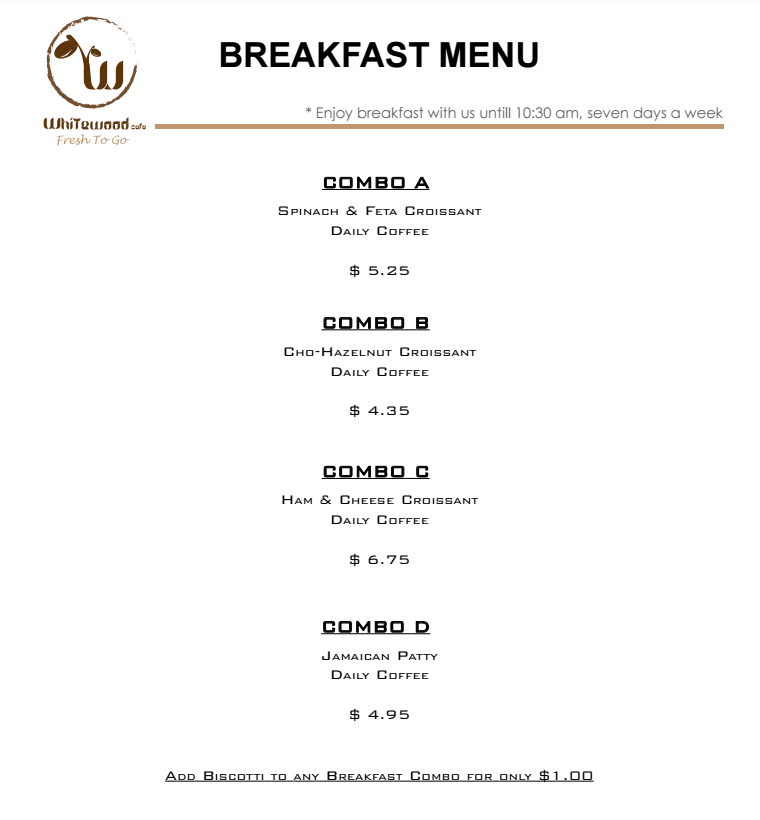 BREAKFAST MENU
* Enjoy breakfast with us untill 10:30 am, seven days a week
WhiTewood cafe
Fresh To Go
COMBO A
Spinach & Feta Croissant
Daily Coffee
$ 5.25
COMBO B
Cho-Hazelnut Croissant
Daily Coffee
$ 4.35
COMBO C
Ham & Cheese Croissant
Daily Coffee
$ 6.75
COMBO D
Jamaican Patty
Daily Coffee
$ 4.95
Add Biscotti to any Breakfast Combo for only $1.00